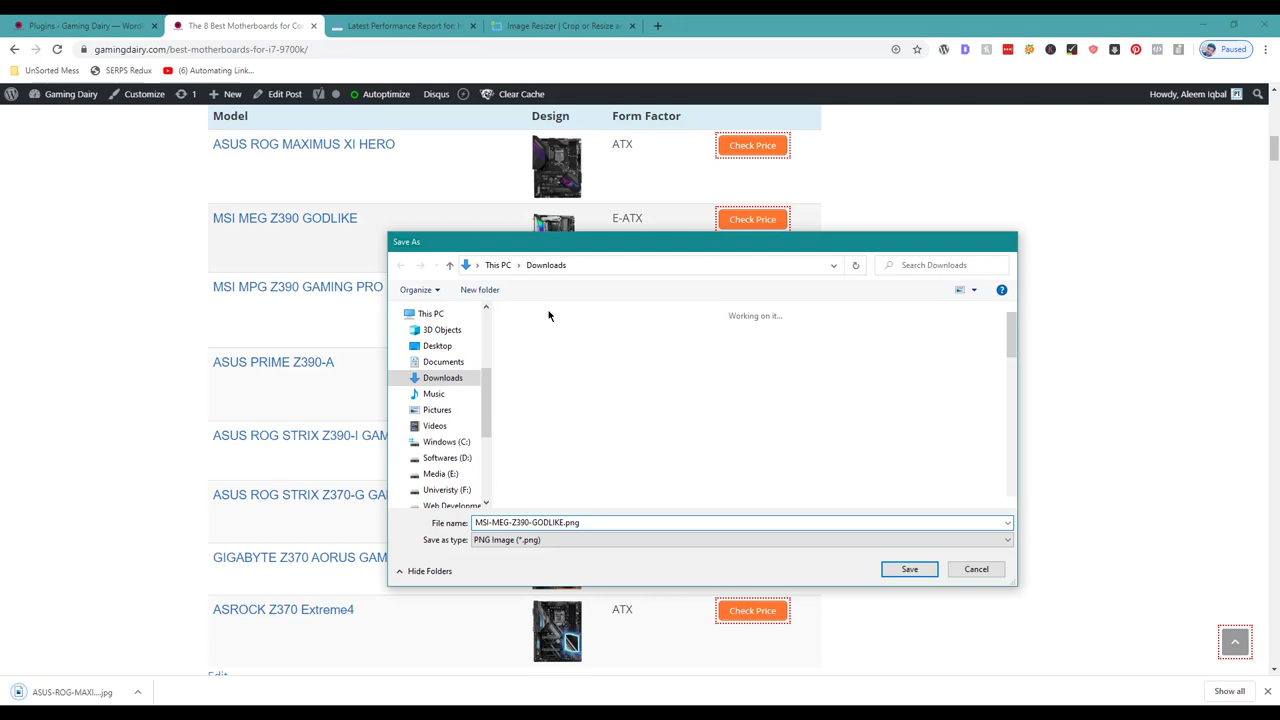 Plugins ‹ Gaming Dairy — WordP
The 8 Best Motherboards for Cor
Latest Performance Report for: h
Image Resizer | Crop or Resize an
gamingdairy.com/best-motherboards-for-i7-9700k/
Paused
UnSorted Mess
SERPS Redux
(6) Automating Link...
Gaming Dairy
Customize
1
New
Edit Post
Autoptimize
Disqus
Clear Cache
Howdy, Aleem Iqbal
Model
Design
Form Factor
ASUS ROG MAXIMUS XI HERO
ATX
Check Price
MSI MEG Z390 GODLIKE
E-ATX
Check Price
Save As
This PC
Downloads
Search Downloads
Organize
New folder
MSI MPG Z390 GAMING PRO
This PC
Working on it...
3D Objects
Desktop
ASUS PRIME Z390-A
Documents
Downloads
Music
Pictures
Videos
ASUS ROG STRIX Z390-I GAM
Windows (C:)
Softwares (D:)
Media (E:)
Univeristy (F:)
ASUS ROG STRIX Z370-G GA
Web Developme
File name:
MSI-MEG-Z390-GODLIKE.png
Save as type:
PNG Image (*.png)
GIGABYTE Z370 AORUS GAM
Hide Folders
Save
Cancel
ASROCK Z370 Extreme4
ATX
Check Price
Edit
ASUS-ROG-MAXI....jpg
Show all